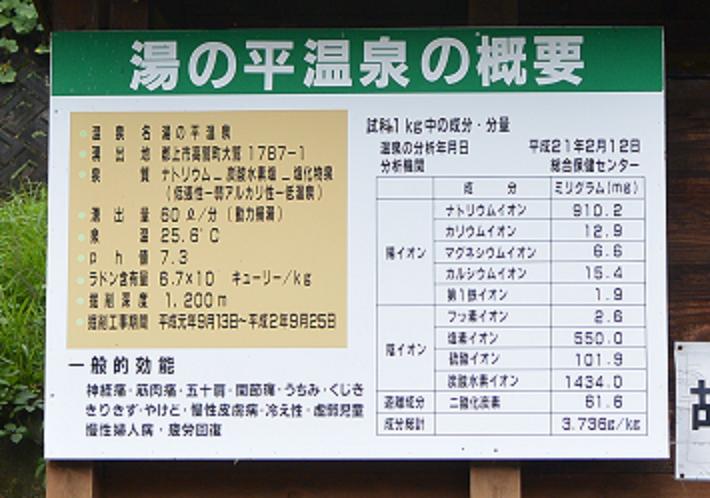 湯の平温泉の概要
温泉名 湯の平温泉
湧出地 郡上市高鷲町大鷲 1787−1
泉質 ナトリウム−炭酸水素塩−塩化物泉
(低張性−弱アルカリ性−低温泉)
湧出量 60ℓ/分 (動力揚湯)
泉温 25.6°C
ph値 7.3
ラドン含有量 6.7×10 キューリー/kg
掘削深度 1,200m
掘削工事期間 平成元年9月13日~平成2年9月25日
一般的効能
神経痛・筋肉痛・五十肩・関節痛・うちみ・くじき
きりきず・やけど・慢性皮膚病・冷え性・虚弱児童
慢性婦人病・疲労回復
試料1kg中の成分・分量
温泉の分析年月日 平成21年2月12日
分析機関 総合保健センター
成分 ミリグラム(mg)
陽イオン
ナトリウムイオン 910.2
カリウムイオン 12.9
マグネシウムイオン 6.6
カルシウムイオン 15.4
第1鉄イオン 1.9
陰イオン
フッ素イオン 2.6
塩素イオン 550.0
硫酸イオン 101.9
炭酸水素イオン 1434.0
遊離成分 二酸化炭素 61.6
成分総計 3.736g/kg